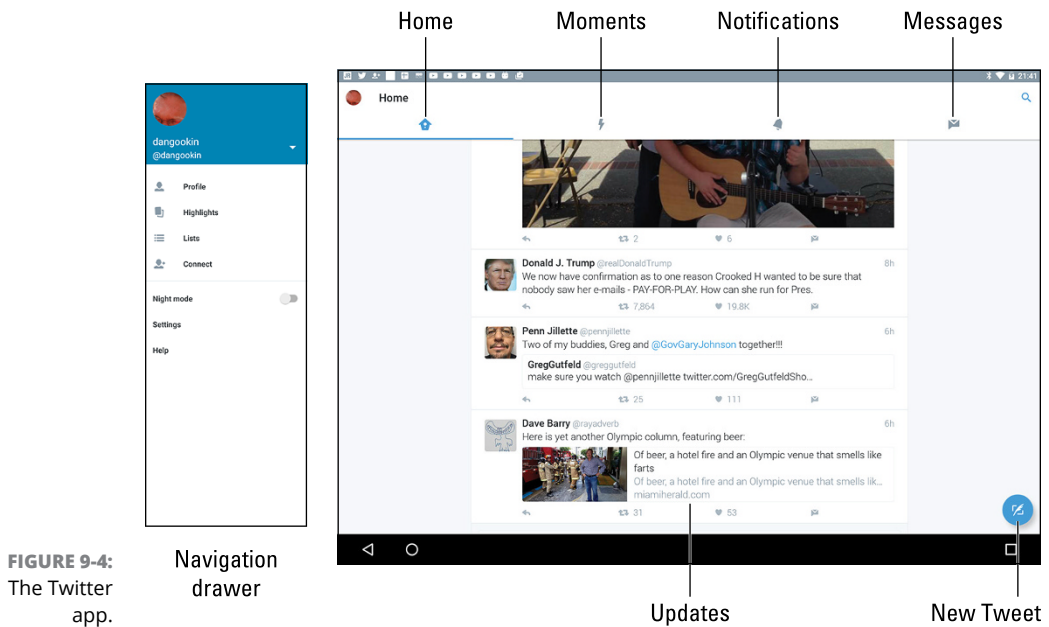 Home Moments Notifications Messages
21:41
Home
dangookin
@dangookin
Profile
Highlights
Lists
Connect
Night mode
Settings
Help
2 6
Donald J. Trump @realDonaldTrump 8h
We now have confirmation as to one reason Crooked H wanted to be sure that
nobody saw her e-mails - PAY-FOR-PLAY. How can she run for Pres.
7,864 19.8K
Penn Jillette @pennjillette 6h
Two of my buddies, Greg and @GovGaryJohnson together!!!
GregGutfeld @greggutfeld
make sure you watch @pennjillette twitter.com/GregGutfeldSho...
25 111
Dave Barry @rayadverb 6h
Here is yet another Olympic column, featuring beer:
Of beer, a hotel fire and an Olympic venue that smells like
farts
Of beer, a hotel fire and an Olympic venue that smells lik...
miamiherald.com
31 53
FIGURE 9-4:
The Twitter
app.
Navigation
drawer
Updates New Tweet